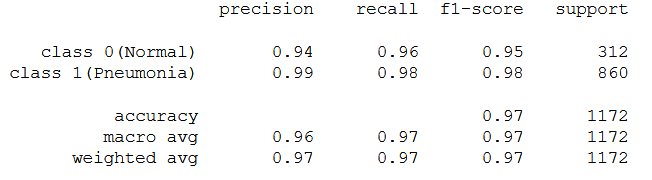 precision recall f1-score support
class 0(Normal) 0.94 0.96 0.95 312
class 1(Pneumonia) 0.99 0.98 0.98 860
accuracy 0.97 1172
macro avg 0.96 0.97 0.97 1172
weighted avg 0.97 0.97 0.97 1172